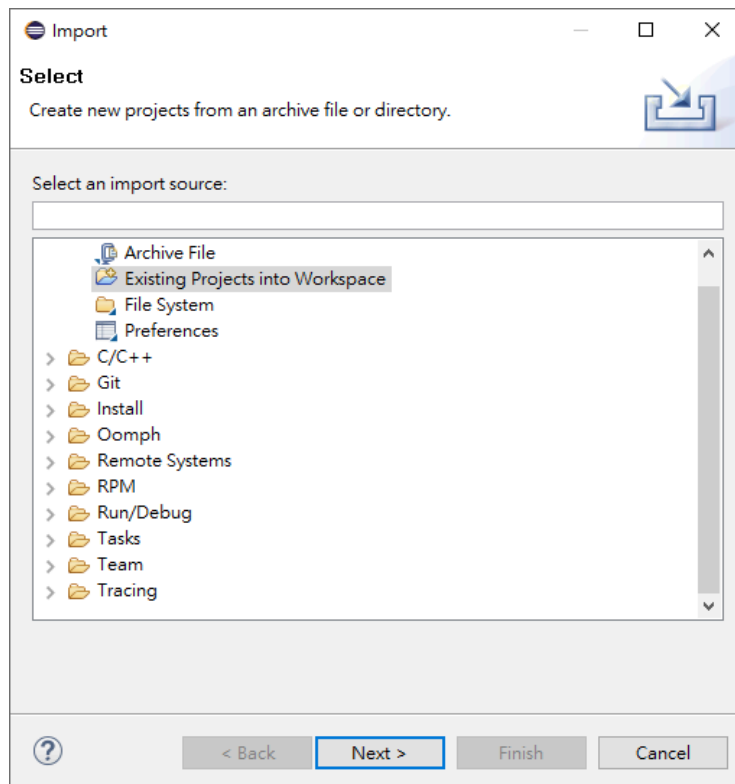 Import
Select
Create new projects from an archive file or directory.
Select an import source:
Archive File
Existing Projects into Workspace
File System
Preferences
C/C++
Git
Install
Oomph
Remote Systems
RPM
Run/Debug
Tasks
Team
Tracing
? < Back Next > Finish Cancel